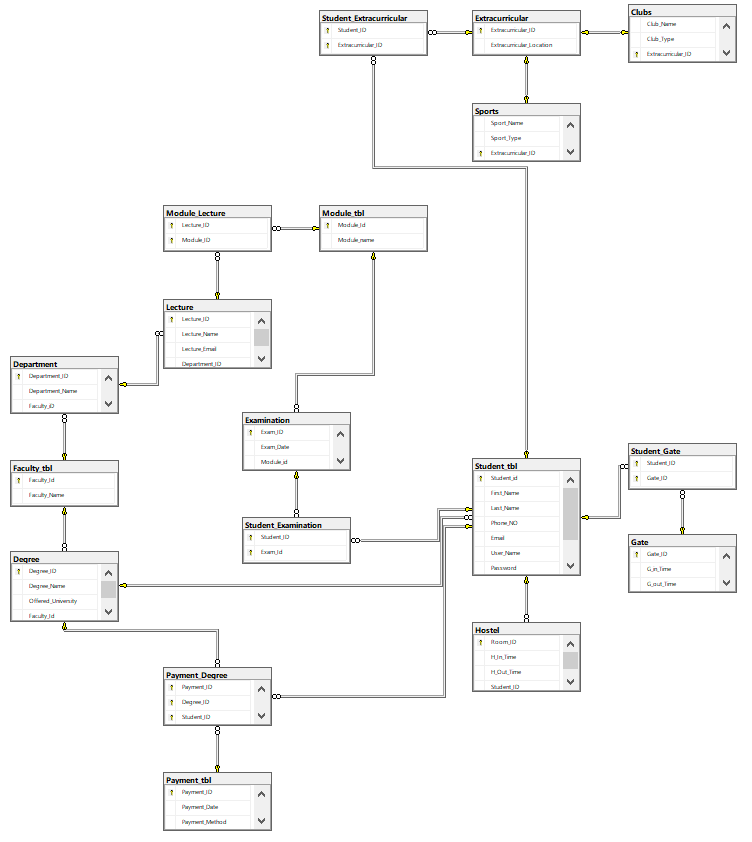 Student_Extracurricular
Student_ID
Extracurricular_ID
Extracurricular
Extracurricular_ID
Extracurricular_Location
Clubs
Club_Name
Club_Type
Extracurricular_ID
Sports
Sport_Name
Sport_Type
Extracurricular_ID
Module_Lecture
Lecture_ID
Module_ID
Module_tbl
Module_Id
Module_name
Lecture
Lecture_ID
Lecture_Name
Lecture_Email
Department_ID
Department
Department_ID
Department_Name
Faculty_ID
Examination
Exam_ID
Exam_Date
Module_id
Faculty_tbl
Faculty_Id
Faculty_Name
Student_tbl
Student_id
First_Name
Last_Name
Phone_NO
Email
User_Name
Password
Student_Gate
Student_ID
Gate_ID
Student_Examination
Student_ID
Exam_Id
Gate
Gate_ID
G_in_Time
G_out_Time
Degree
Degree_ID
Degree_Name
Offered_University
Faculty_Id
Hostel
Room_ID
H_In_Time
H_Out_Time
Student_ID
Payment_Degree
Payment_ID
Degree_ID
Student_ID
Payment_tbl
Payment_ID
Payment_Date
Payment_Method